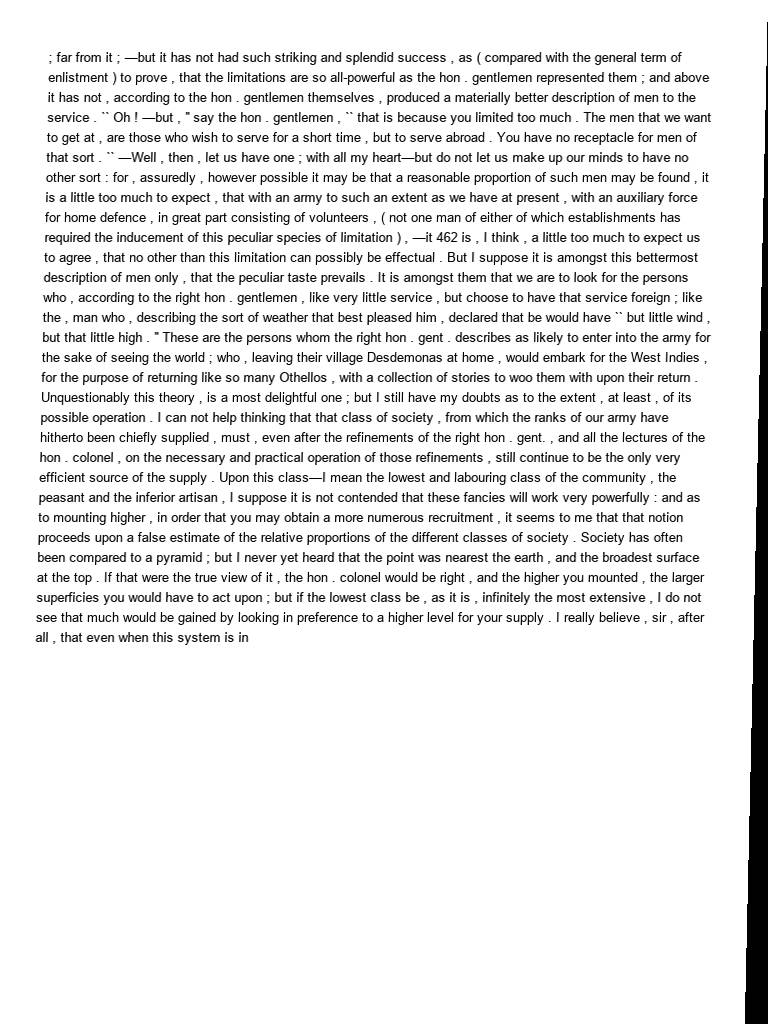 ; far from it ; —but it has not had such striking and splendid success , as ( compared with the general term of
enlistment ) to prove , that the limitations are so all-powerful as the hon . gentlemen represented them ; and above
it has not , according to the hon . gentlemen themselves , produced a materially better description of men to the
service . `` Oh ! —but , " say the hon . gentlemen , `` that is because you limited too much . The men that we want
to get at , are those who wish to serve for a short time , but to serve abroad . You have no receptacle for men of
that sort . `` —Well , then , let us have one ; with all my heart—but do not let us make up our minds to have no
other sort : for , assuredly , however possible it may be that a reasonable proportion of such men may be found , it
is a little too much to expect , that with an army to such an extent as we have at present , with an auxiliary force
for home defence , in great part consisting of volunteers , ( not one man of either of which establishments has
required the inducement of this peculiar species of limitation ) , —it 462 is , I think , a little too much to expect us
to agree , that no other than this limitation can possibly be effectual . But I suppose it is amongst this bettermost
description of men only , that the peculiar taste prevails . It is amongst them that we are to look for the persons
who , according to the right hon . gentlemen , like very little service , but choose to have that service foreign ; like
the , man who , describing the sort of weather that best pleased him , declared that be would have `` but little wind ,
but that little high . " These are the persons whom the right hon . gent . describes as likely to enter into the army for
the sake of seeing the world ; who , leaving their village Desdemonas at home , would embark for the West Indies ,
for the purpose of returning like so many Othellos , with a collection of stories to woo them with upon their return .
Unquestionably this theory , is a most delightful one ; but I still have my doubts as to the extent , at least , of its
possible operation . I can not help thinking that that class of society , from which the ranks of our army have
hitherto been chiefly supplied , must , even after the refinements of the right hon . gent. , and all the lectures of the
hon . colonel , on the necessary and practical operation of those refinements , still continue to be the only very
efficient source of the supply . Upon this class—I mean the lowest and labouring class of the community , the
peasant and the inferior artisan , I suppose it is not contended that these fancies will work very powerfully : and as
to mounting higher , in order that you may obtain a more numerous recruitment , it seems to me that that notion
proceeds upon a false estimate of the relative proportions of the different classes of society . Society has often
been compared to a pyramid ; but I never yet heard that the point was nearest the earth , and the broadest surface
at the top . If that were the true view of it , the hon . colonel would be right , and the higher you mounted , the larger
superficies you would have to act upon ; but if the lowest class be , as it is , infinitely the most extensive , I do not
see that much would be gained by looking in preference to a higher level for your supply . I really believe , sir , after
all , that even when this system is in